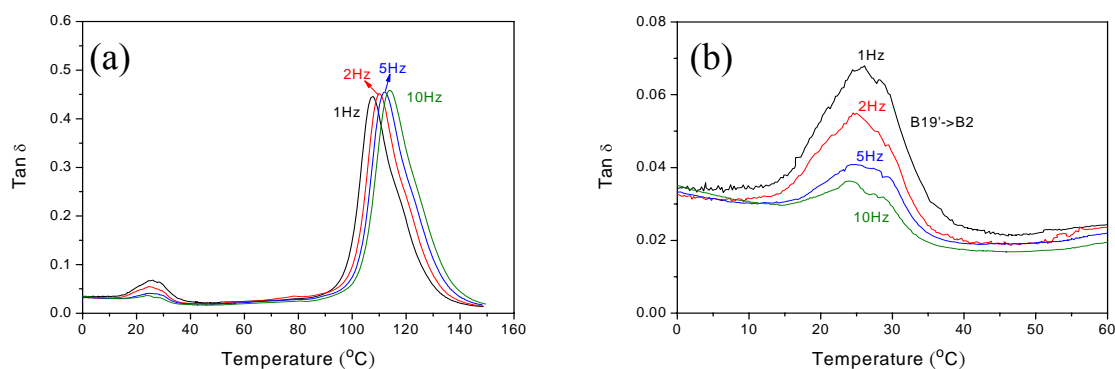 (a)
0.6
0.5
0.4
0.3
0.2
0.1
0.0
Tan δ
1Hz
2Hz
5Hz
10Hz
0 20 40 60 80 100 120 140 160
Temperature (°C)
(b)
0.08
0.06
0.04
0.02
0.00
Tan δ
1Hz
2Hz
5Hz
10Hz
B19'->B2
0 10 20 30 40 50 60
Temperature (°C)